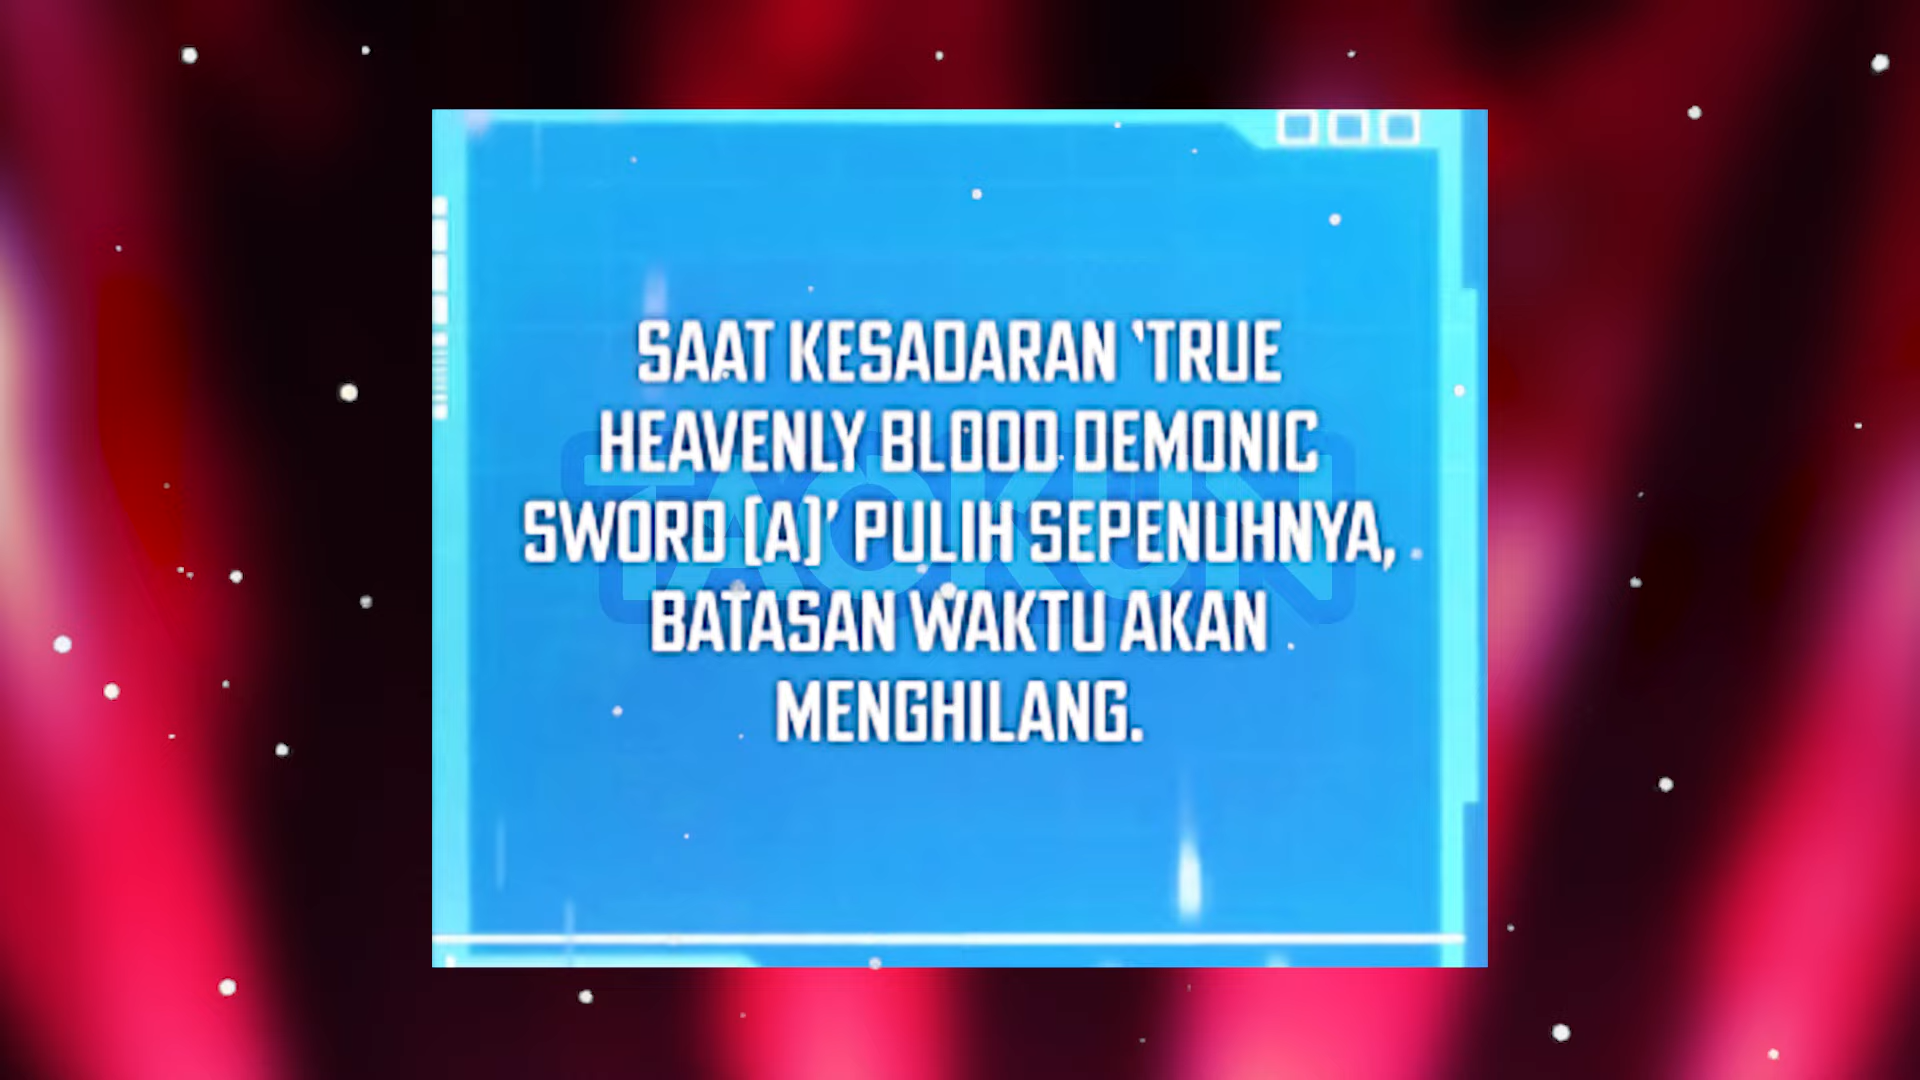 SAAT KESADARAN ‘TRUE
HEAVENLY BLOOD DEMONIC
SWORD [A]’ PULIH SEPENUHNYA,
BATASAN WAKTU AKAN
MENGHILANG.
TAOKUN